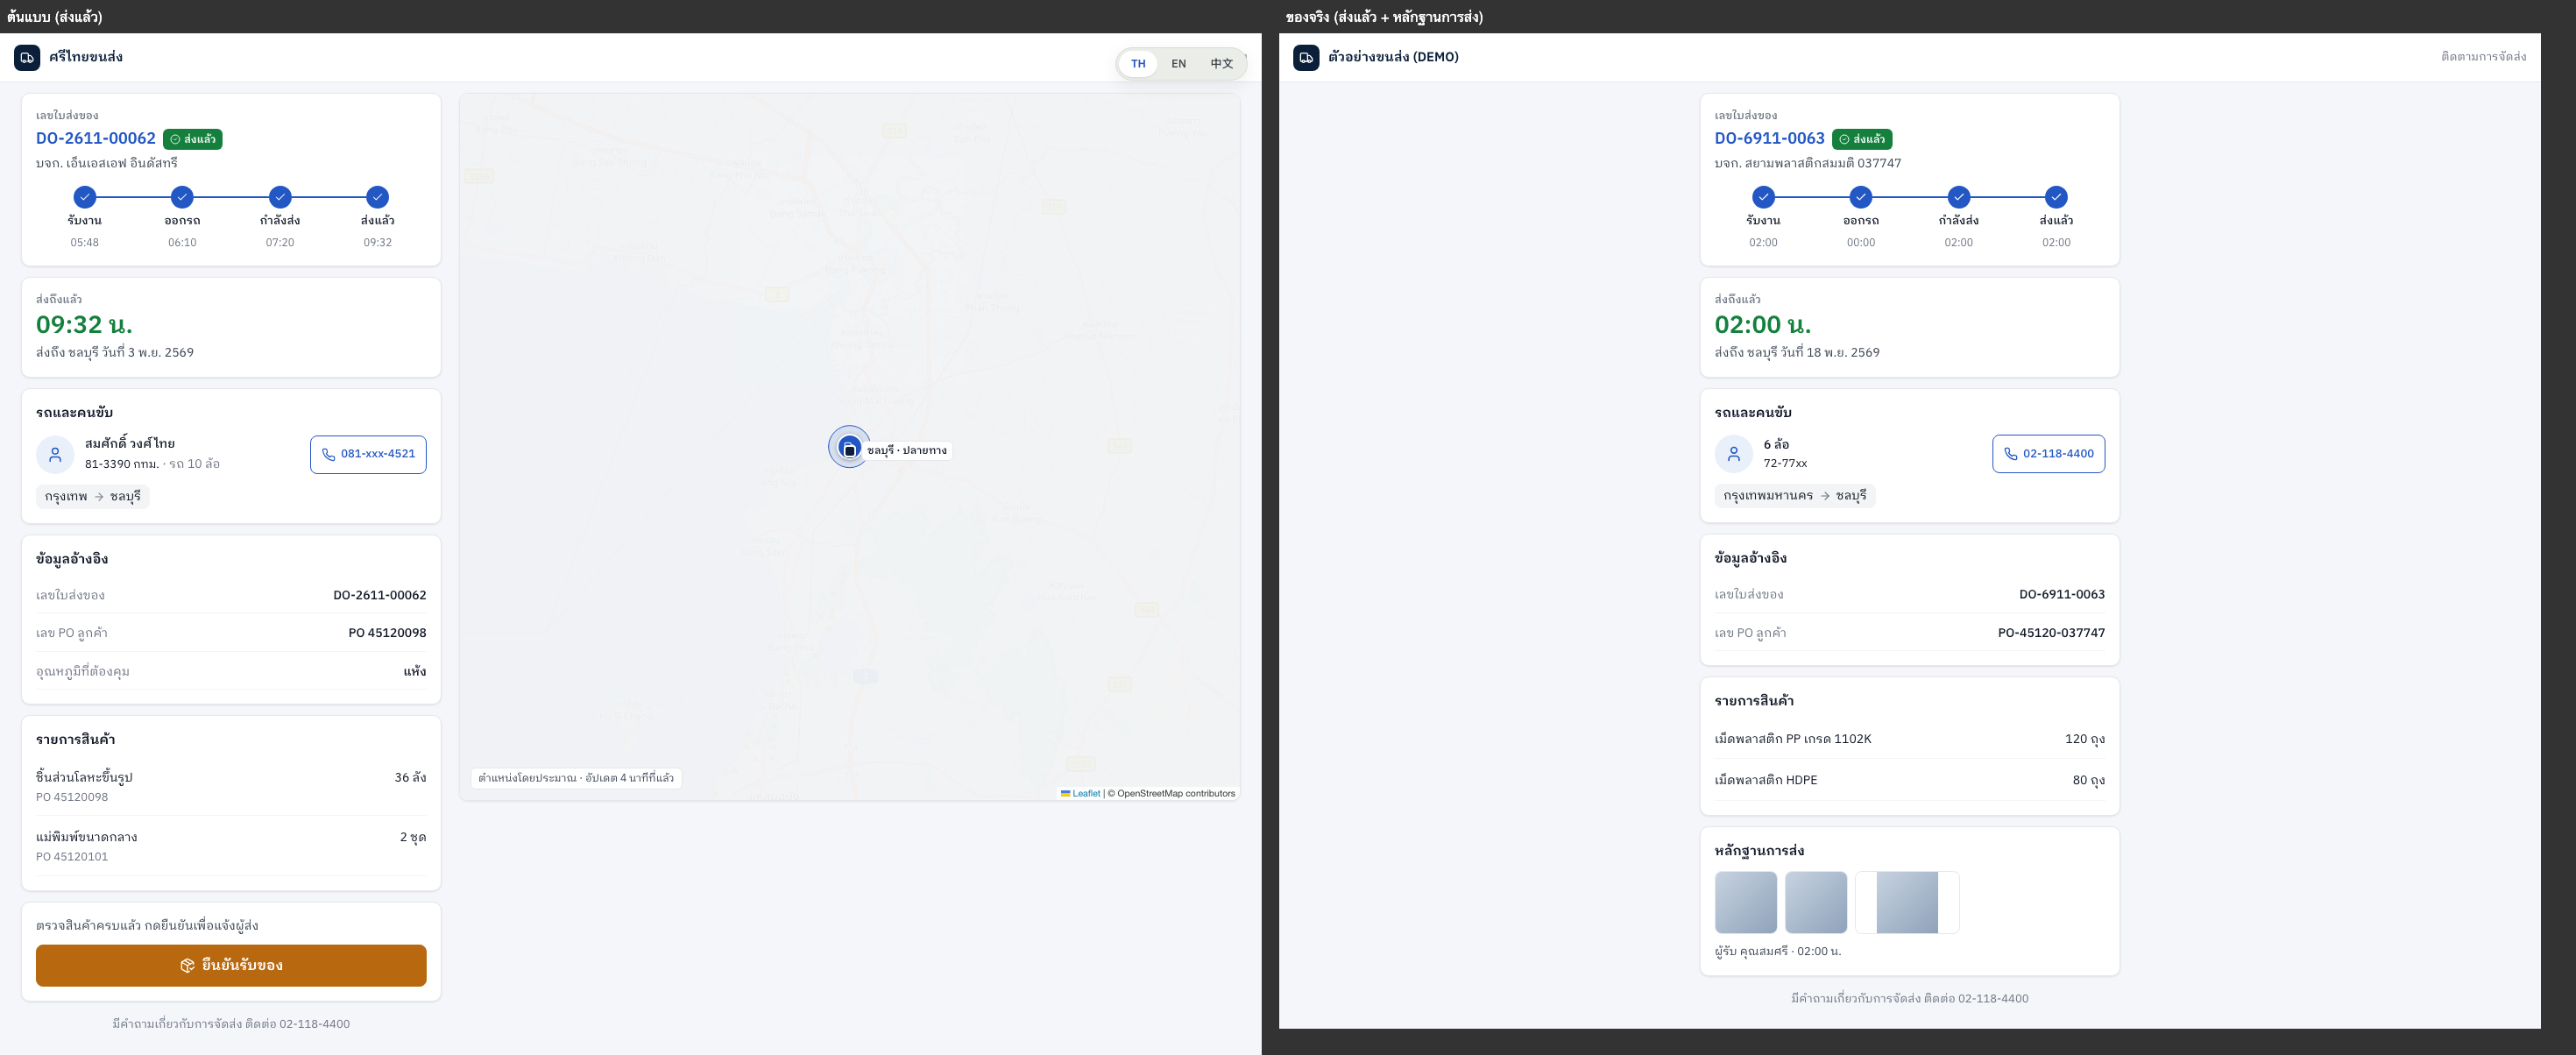 ต้นแบบ (ส่งแล้ว)
ศรีไทยขนส่ง
TH EN 中文
เลขใบส่งของ
DO-2611-00062 ส่งแล้ว
บจก. เอ็นเอสเอฟ อินดัสทรี
รับงาน ออกรถ กำลังส่ง ส่งแล้ว
05:48 06:10 07:20 09:32
ส่งถึงแล้ว
09:32 น.
ส่งถึง ชลบุรี วันที่ 3 พ.ย. 2569
รถและคนขับ
สมศักดิ์ วงศ์ไทย
81-3390 กทม. · รถ 10 ล้อ
081-xxx-4521
กรุงเทพ → ชลบุรี
ข้อมูลอ้างอิง
เลขใบส่งของ DO-2611-00062
เลข PO ลูกค้า PO 45120098
อุณหภูมิที่ต้องคุม แห้ง
รายการสินค้า
ชิ้นส่วนโลหะขึ้นรูป 36 ลัง
PO 45120098
แม่พิมพ์ขนาดกลาง 2 ชุด
PO 45120101
ตรวจสินค้าครบแล้ว กดยืนยันเพื่อแจ้งผู้ส่ง
ยืนยันรับของ
มีคำถามเกี่ยวกับการจัดส่ง ติดต่อ 02-118-4400
ชลบุรี · ปลายทาง
ตำแหน่งโดยประมาณ · อัปเดต 4 นาทีที่แล้ว
Leaflet | © OpenStreetMap contributors
ของจริง (ส่งแล้ว + หลักฐานการส่ง)
ตัวอย่างขนส่ง (DEMO)
ติดตามการจัดส่ง
เลขใบส่งของ
DO-6911-0063 ส่งแล้ว
บจก. สยามพลาสติกสมมติ 037747
รับงาน ออกรถ กำลังส่ง ส่งแล้ว
02:00 00:00 02:00 02:00
ส่งถึงแล้ว
02:00 น.
ส่งถึง ชลบุรี วันที่ 18 พ.ย. 2569
รถและคนขับ
6 ล้อ
72-77xx
02-118-4400
กรุงเทพมหานคร → ชลบุรี
ข้อมูลอ้างอิง
เลขใบส่งของ DO-6911-0063
เลข PO ลูกค้า PO-45120-037747
รายการสินค้า
เม็ดพลาสติก PP เกรด 1102K 120 ถุง
เม็ดพลาสติก HDPE 80 ถุง
หลักฐานการส่ง
ผู้รับ คุณสมศรี · 02:00 น.
มีคำถามเกี่ยวกับการจัดส่ง ติดต่อ 02-118-4400